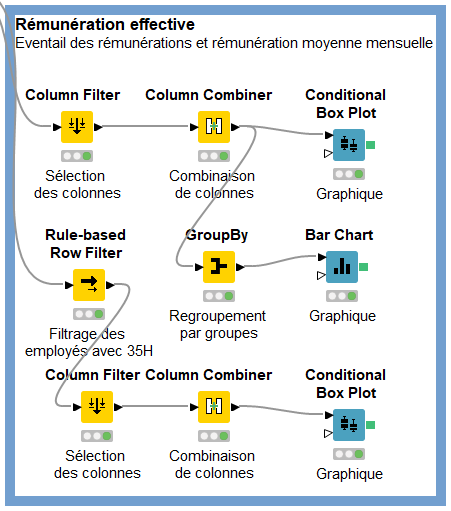 Rémunération effective
Eventail des rémunérations et rémunération moyenne mensuelle
Column Filter
Column Combiner
Conditional
Box Plot
Sélection
des colonnes
Combinaison
de colonnes
Graphique
Rule-based
Row Filter
GroupBy
Bar Chart
Filtrage des
employés avec 35H
Regroupement
par groupes
Graphique
Column Filter
Column Combiner
Conditional
Box Plot
Sélection
des colonnes
Combinaison
de colonnes
Graphique